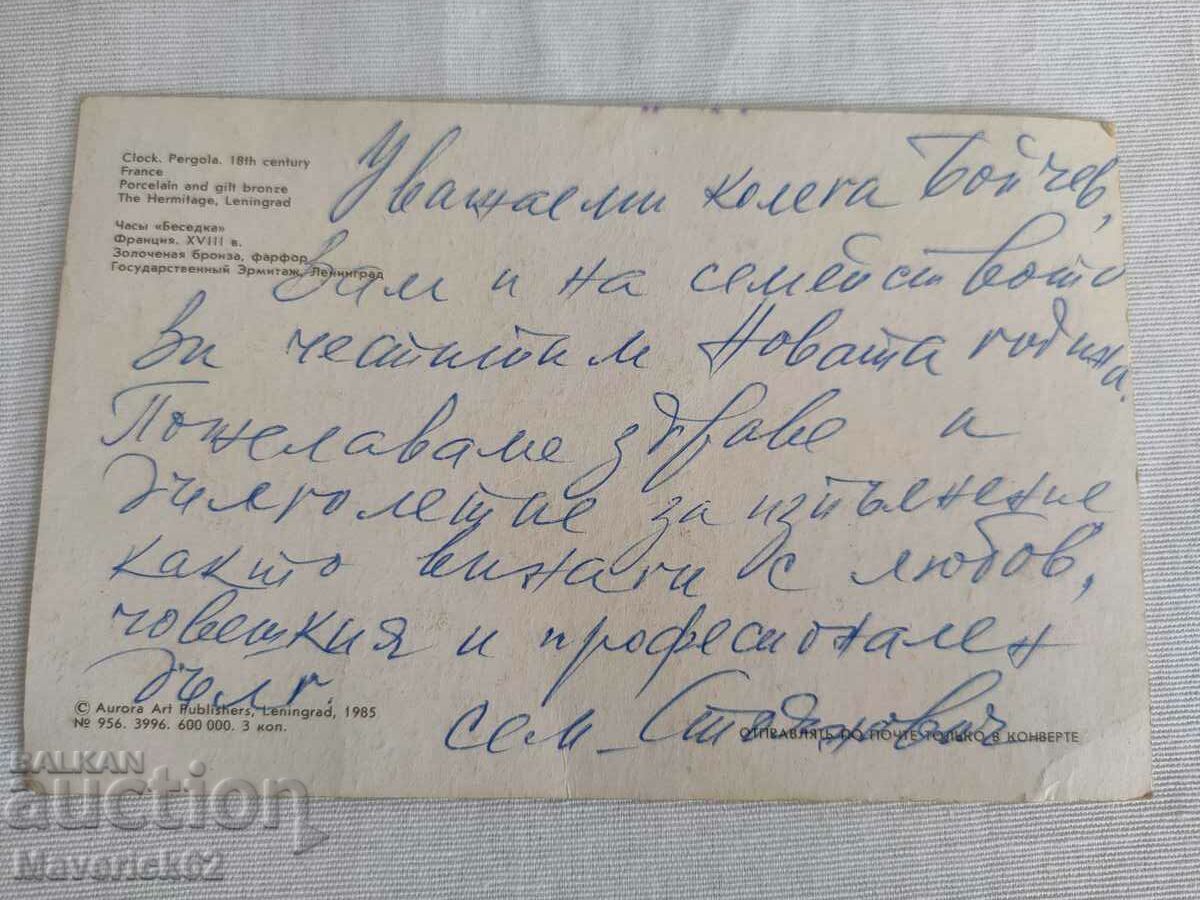 Clock. Pergola. 18th century
France
Porcelain and gilt bronze
The Hermitage, Leningrad
Часы «Беседка»
Франция. XVIII в.
Золоченая бронза, фарфор
Государственный Эрмитаж, Ленинград
Уважаеми колега Бойчев,
Вам и на семейството
Ви честитим Новата година.
Пожелаваме здраве и
дълголетие за изпълнение
както винаги с любов,
човешкия и професионален
дълг.
сем. Стоянович
© Aurora Art Publishers, Leningrad, 1985
№ 956. 3996. 600 000. 3 коп.
ОТПРАВЛЯТЬ ПО ПОЧТЕ ТОЛЬКО В КОНВЕРТЕ
BALKAN
auction
Maverick62